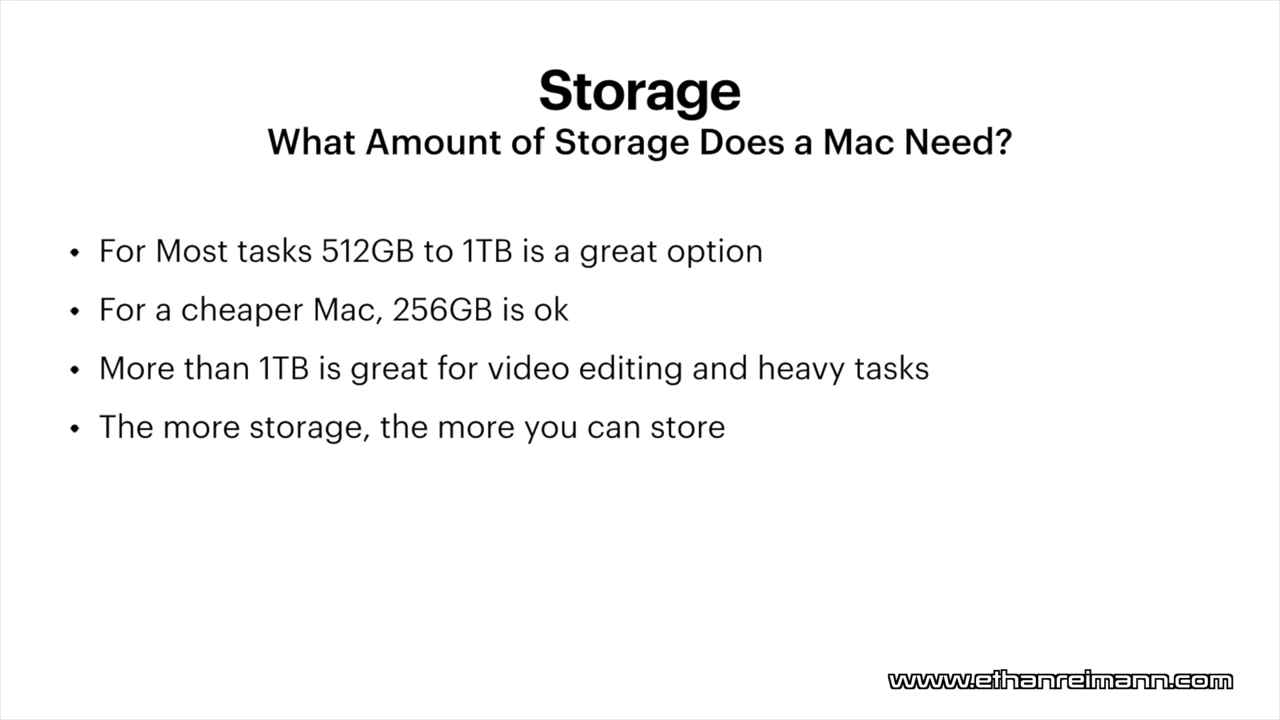 Storage
What Amount of Storage Does a Mac Need?
• For Most tasks 512GB to 1TB is a great option
• For a cheaper Mac, 256GB is ok
• More than 1TB is great for video editing and heavy tasks
• The more storage, the more you can store
www.ethanreimann.com